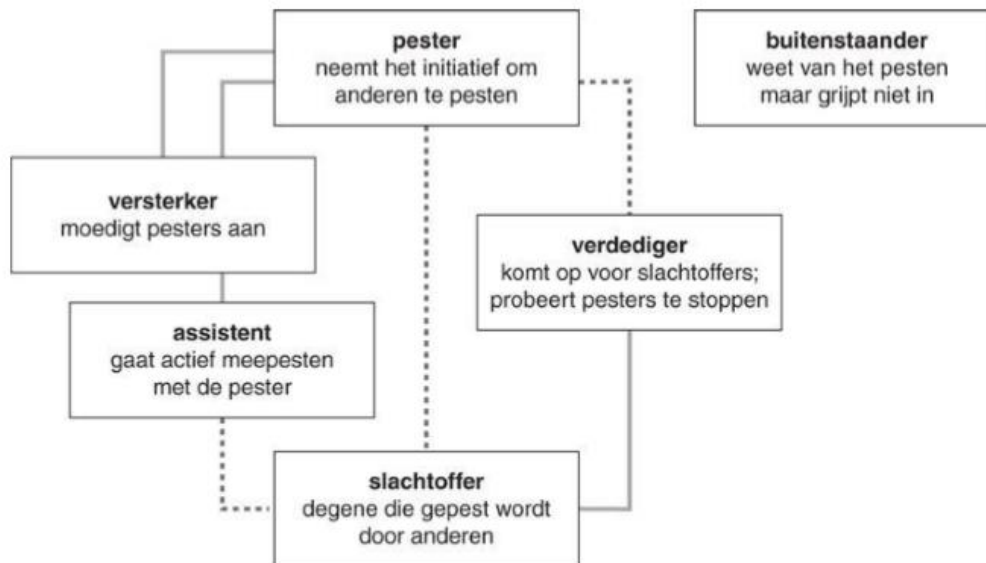 pester
neemt het initiatief om
anderen te pesten
buitenstaander
weet van het pesten
maar grijpt niet in
versterker
moedigt pesters aan
verdediger
komt op voor slachtoffers;
probeert pesters te stoppen
assistent
gaat actief meepesten
met de pester
slachtoffer
degene die gepest wordt
door anderen